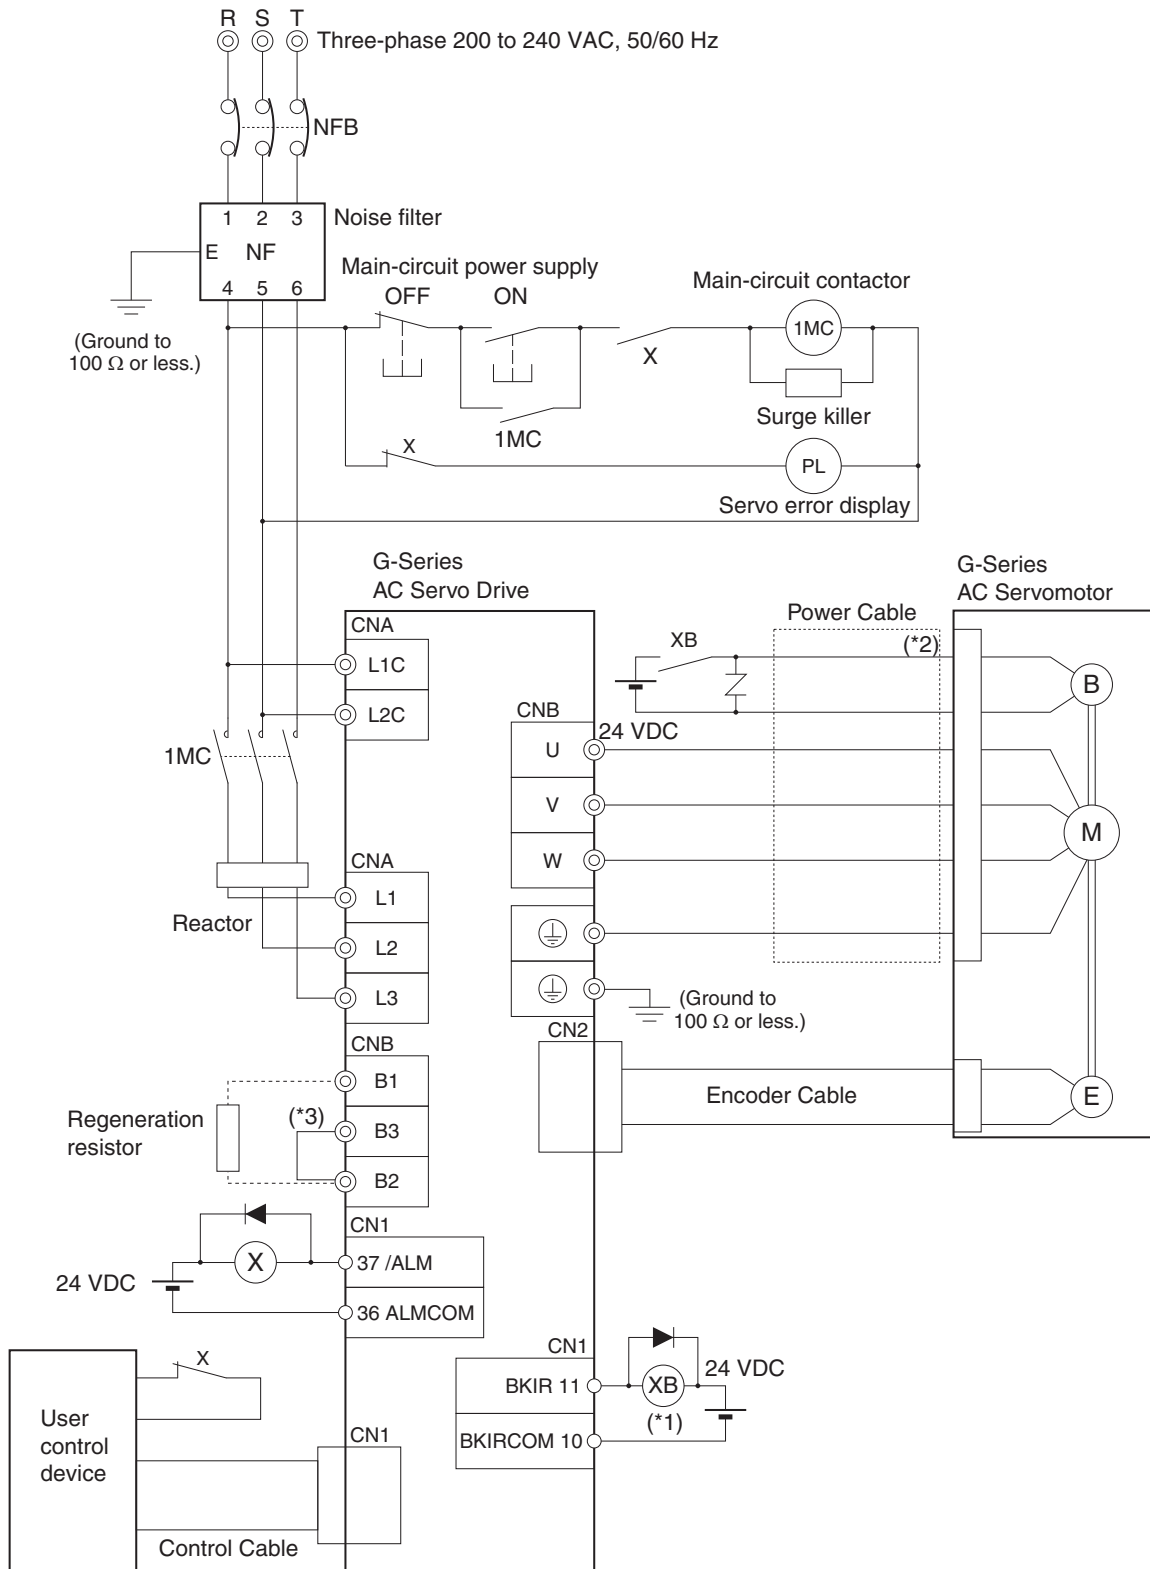 R S T
Three-phase 200 to 240 VAC, 50/60 Hz
NFB
1 2 3
Noise filter
E NF
4 5 6
(Ground to
100 Ω or less.)
Main-circuit power supply
OFF ON
Main-circuit contactor
1MC
X
Surge killer
1MC
X
PL
Servo error display
G-Series
AC Servo Drive
G-Series
AC Servomotor
CNA
L1C
L2C
1MC
CNA
L1
L2
L3
Reactor
CNB
B1
B3
B2
(*3)
Regeneration
resistor
CN1
37 /ALM
36 ALMCOM
X
24 VDC
X
User
control
device
CN1
Control Cable
XB
24 VDC
Power Cable
(*2)
CNB
U
V
W
B
M
E
(Ground to
100 Ω or less.)
CN2
Encoder Cable
CN1
BKIR 11
BKIRCOM 10
XB
(*1)
24 VDC